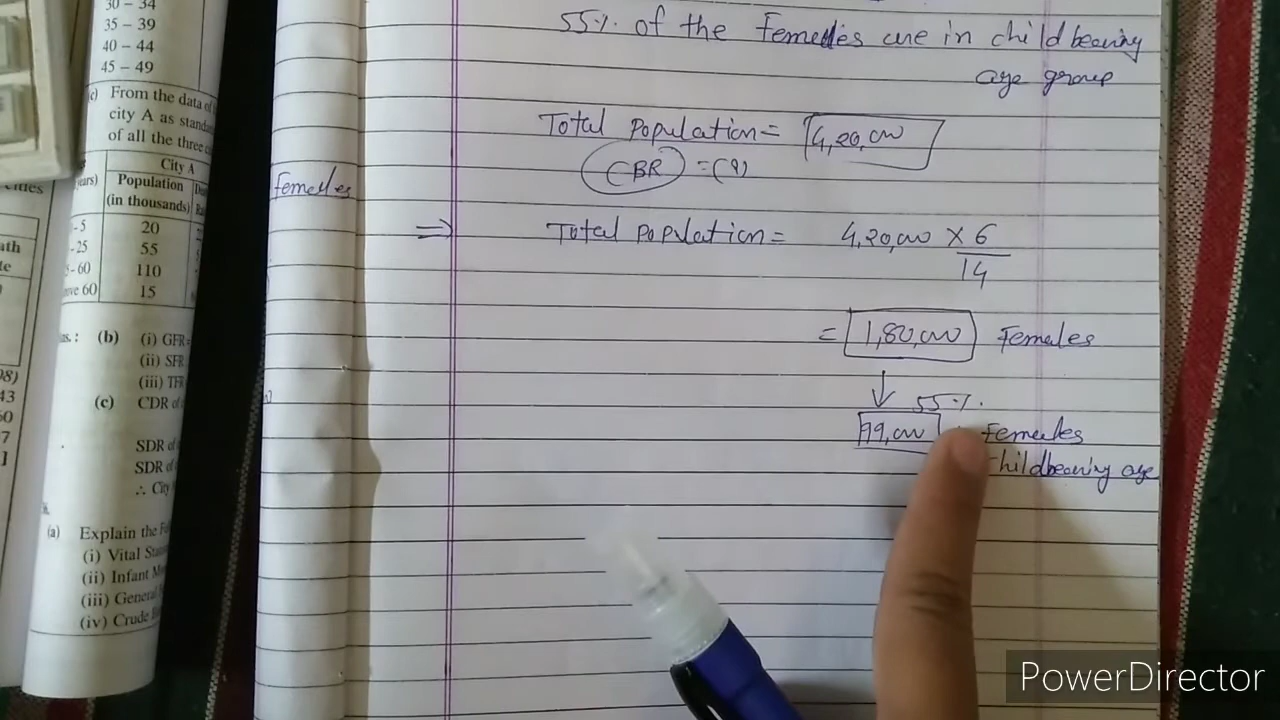 30 – 34
35 – 39
40 – 44
45 – 49
c) From the data of
city A as stand
of all the three c
City A
Population
(in thousands)
20
55
110
15
(b) (i) GFR
(ii) SFR
(iii) TFR
(c) CDR of
SDR of
SDR of
∴ City
(a) Explain the
(i) Vital
(ii) Infant
(iii) General
(iv) Crude
females
55% of the females are in child bearing
age group
Total Population = 4,20,000
CBR = (?)
⇒ Total Population = 4,20,000 × 6
14
= 1,80,000 Females
↓ 55%
99,000 Females
childbearing age
PowerDirector